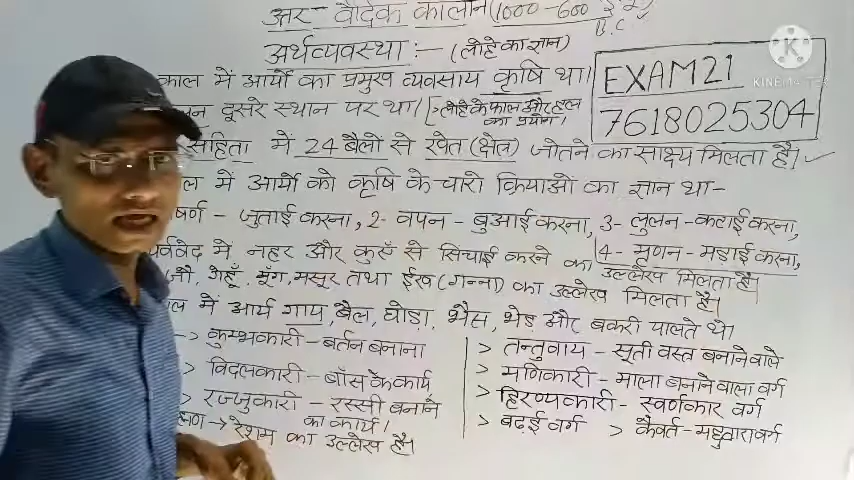 वैदिक कालीन (1000-600 ई.पू.)
B.C.
अर्थव्यवस्था :- (लोहे का ज्ञान)
काल में आर्यो का प्रमुख व्यवसाय कृषि था।
EXAM21
KINEMASTER
दूसरे स्थान पर था। [> लोहे के फाल और हल
का प्रयोग।
7618025304
संहिता में 24 बैलों से खेत (क्षेत्र) जोतने का साक्ष्य मिलता है।
में आर्यो को कृषि के चारो क्रियाओं का ज्ञान था -
- जुताई करना, 2- वपन - बुआई करना, 3- लुलन - कटाई करना,
4- मृणन - मड़ाई करना,
में नहर और कुएँ से सिंचाई करने का उल्लेख मिलता है।
जौ, गेहूँ, मूँग, मसूर तथा ईख (गन्ना) का उल्लेख मिलता है।
में आर्य गाय, बैल, घोड़ा, भैंस, भेड़ और बकरी पालते थे।
-> कुम्भकारी - बर्तन बनाना
> विदलकारी - बाँस के कार्य
> रज्जुकारी - रस्सी बनाने
का कार्य।
-> रेशम का उल्लेख है।
> तन्तुवाय - सूती वस्त बनाने वाले
> मणिकारी - माला बनाने वाला वर्ग
> हिरण्यकारी - स्वर्णकार वर्ग
> बढ़ई वर्ग > कैवर्त - मछुवारा वर्ग